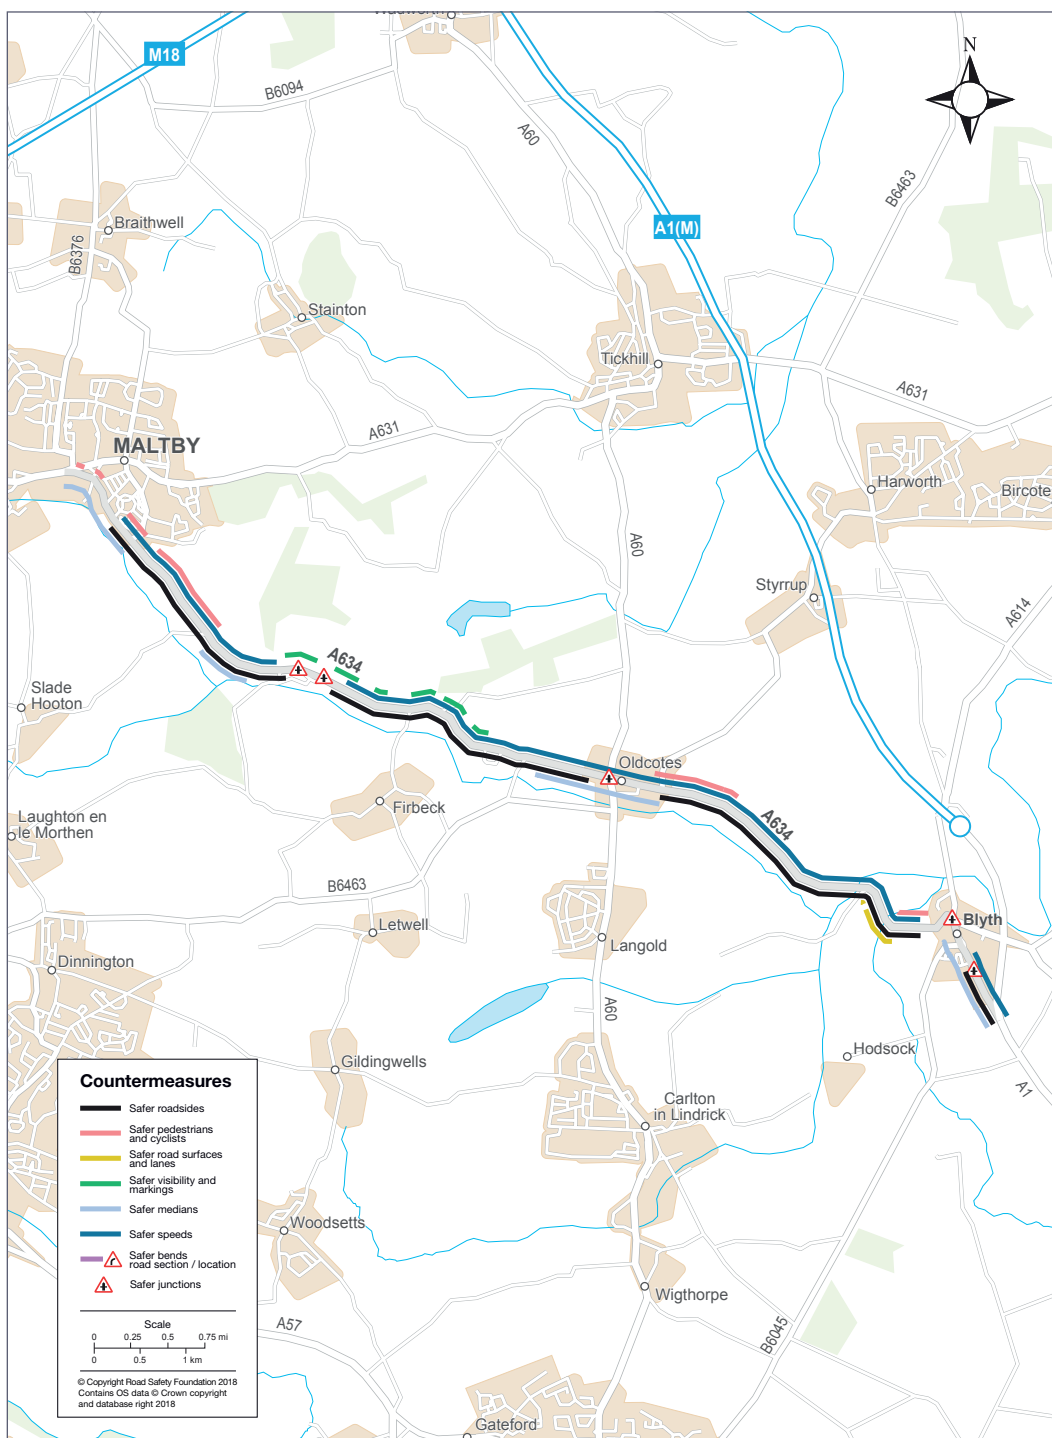 Wadworth
M18
B6094
A60
N
B6463
Braithwell
A1(M)
B6376
Stainton
Tickhill
A631
A631
MALTBY
Harworth
Bircote
A60
Styrrup
A614
A634
Slade
Hooton
Oldcotes
Firbeck
A634
Laughton en
le Morthen
B6463
Letwell
Blyth
Langold
Dinnington
A60
Gildingwells
Hodsock
A1
Carlton
in Lindrick
Woodsetts
Wigthorpe
A57
B6045
Gateford
Countermeasures
Safer roadsides
Safer pedestrians
and cyclists
Safer road surfaces
and lanes
Safer visibility and
markings
Safer medians
Safer speeds
Safer bends
road section / location
Safer junctions
Scale
0 0.25 0.5 0.75 mi
0 0.5 1 km
© Copyright Road Safety Foundation 2018
Contains OS data © Crown copyright
and database right 2018